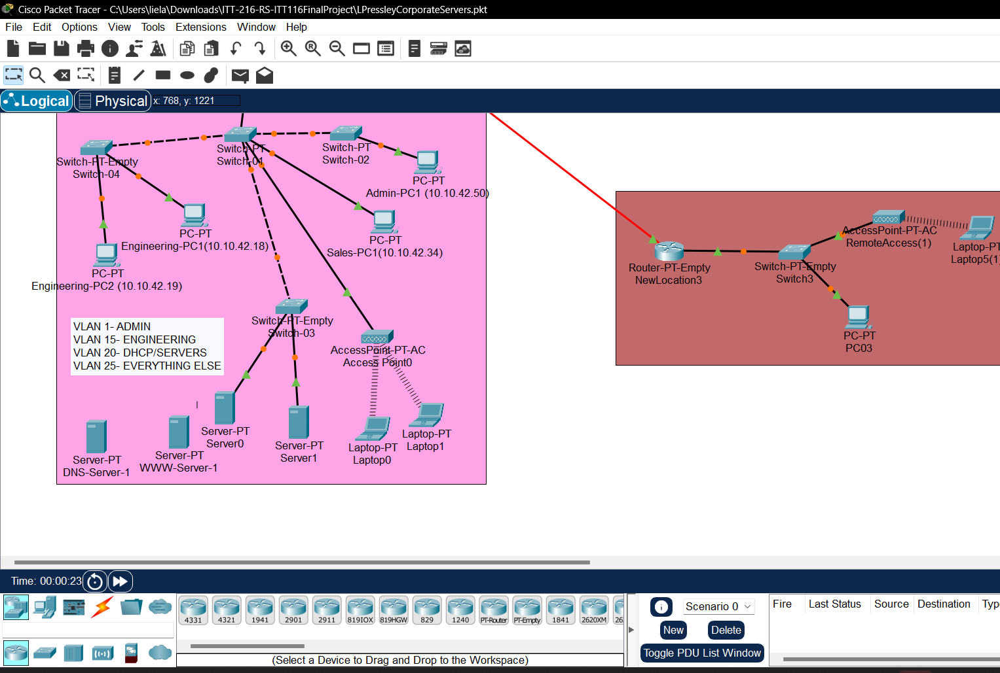 Cisco Packet Tracer - C:\Users\liela\Downloads\ITT-216-RS-ITT116FinalProject\LPressleyCorporateServers.pkt
File Edit Options View Tools Extensions Window Help
Logical Physical x: 768, y: 1221
Switch-PT-Empty
Switch-04
Switch-PT
Switch-01
Switch-PT
Switch-02
PC-PT
Admin-PC1 (10.10.42.50)
PC-PT
Engineering-PC1(10.10.42.18)
PC-PT
Sales-PC1(10.10.42.34)
PC-PT
Engineering-PC2 (10.10.42.19)
Switch-PT-Empty
Switch-03
VLAN 1- ADMIN
VLAN 15- ENGINEERING
VLAN 20- DHCP/SERVERS
VLAN 25- EVERYTHING ELSE
AccessPoint-PT-AC
Access Point0
Server-PT
DNS-Server-1
Server-PT
WWW-Server-1
Server-PT
Server0
Server-PT
Server1
Laptop-PT
Laptop0
Laptop-PT
Laptop1
Router-PT-Empty
NewLocation3
Switch-PT-Empty
Switch3
AccessPoint-PT-AC
RemoteAccess(1)
Laptop-PT
Laptop5(1
PC-PT
PC03
Time: 00:00:23
4331 4321 1941 2901 2911 819IOX 819HGW 829 1240 PT-Router PT-Empty 1841 2620XM 26
(Select a Device to Drag and Drop to the Workspace)
Scenario 0
New Delete
Toggle PDU List Window
Fire Last Status Source Destination Typ